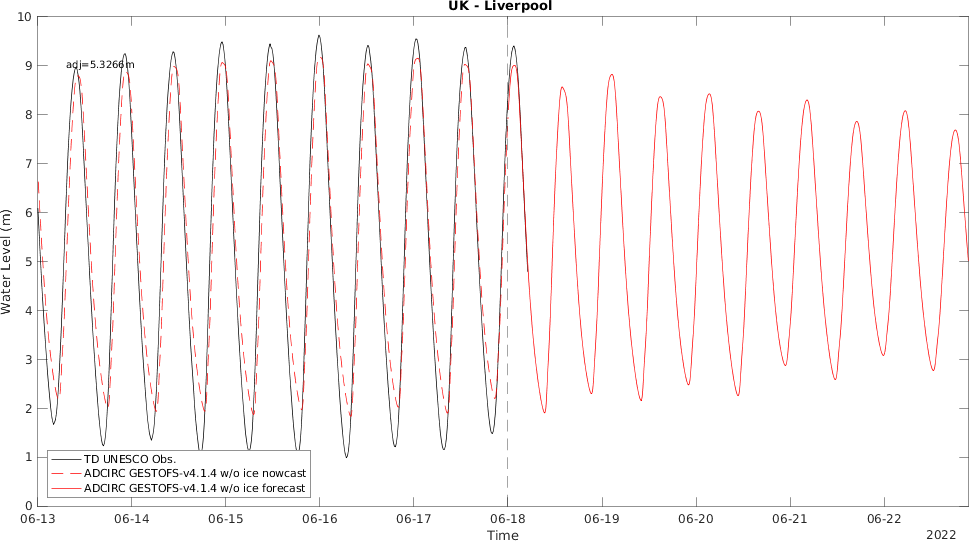 UK - Liverpool
10
9
8
7
6
5
4
3
2
1
0
Water Level (m)
adj=5.3266m
TD UNESCO Obs.
ADCIRC GESTOFS-v4.1.4 w/o ice nowcast
ADCIRC GESTOFS-v4.1.4 w/o ice forecast
06-13 06-14 06-15 06-16 06-17 06-18 06-19 06-20 06-21 06-22
Time
2022